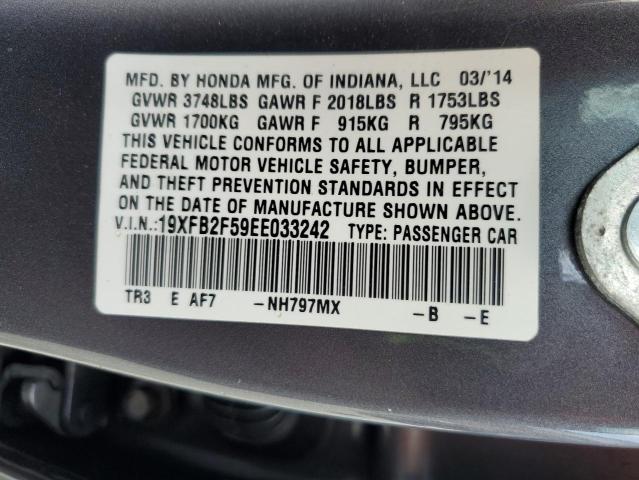 MFD. BY HONDA MFG. OF INDIANA, LLC 03/'14
GVWR 3748LBS GAWR F 2018LBS R 1753LBS
GVWR 1700KG GAWR F 915KG R 795KG
THIS VEHICLE CONFORMS TO ALL APPLICABLE
FEDERAL MOTOR VEHICLE SAFETY, BUMPER,
AND THEFT PREVENTION STANDARDS IN EFFECT
ON THE DATE OF MANUFACTURE SHOWN ABOVE.
V.I.N.:19XFB2F59EE033242 TYPE: PASSENGER CAR
TR3 E AF7 -NH797MX -B -E